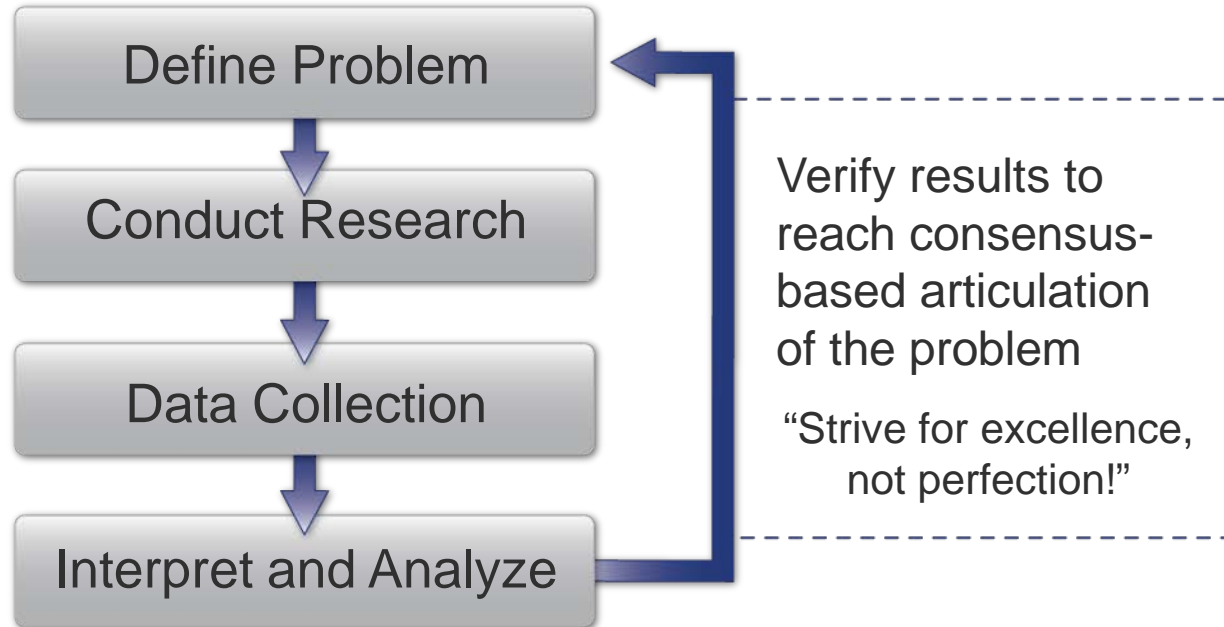 Define Problem
Conduct Research
Data Collection
Interpret and Analyze
Verify results to
reach consensus-
based articulation
of the problem
“Strive for excellence,
not perfection!”